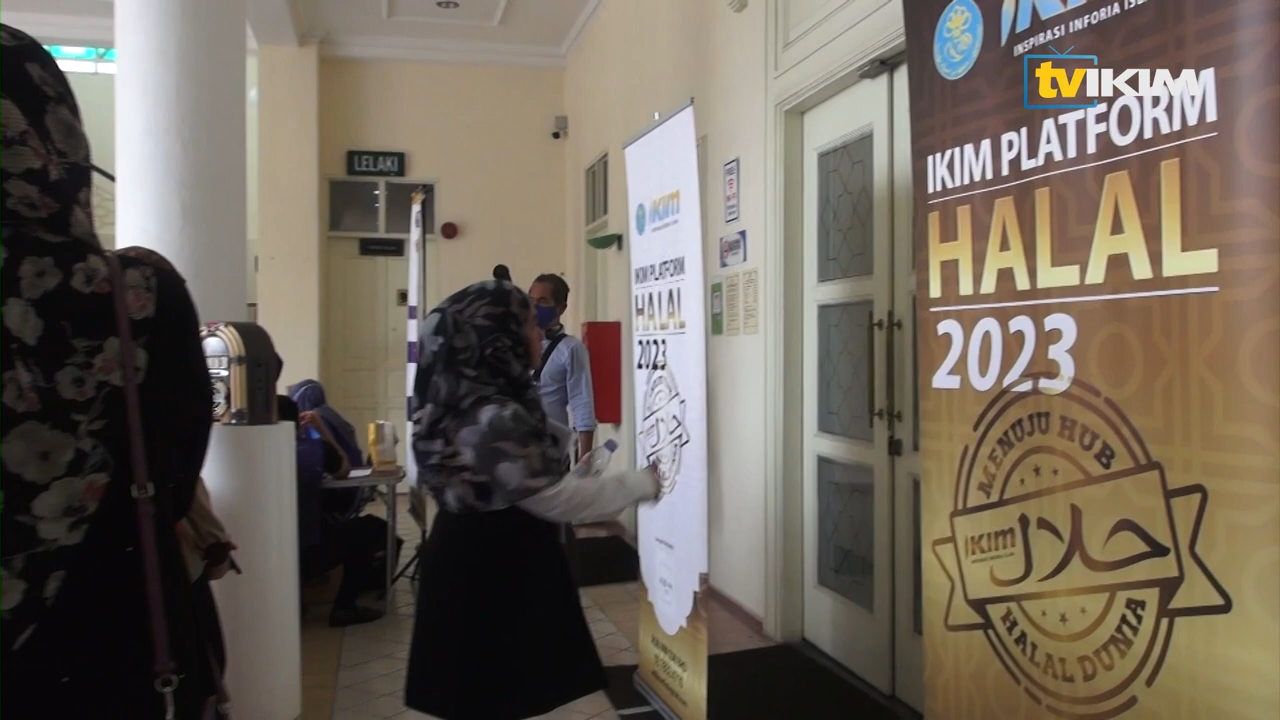 INSPIRASI INFORIA ISL
tvIKIM
IKIM PLATFORM
HALAL
2023
MENUJU HUB
IKIM
حلال
HALAL DUNIA
LELAKI
IKIM
IKIM PLATFORM
HALAL
2023
حلال